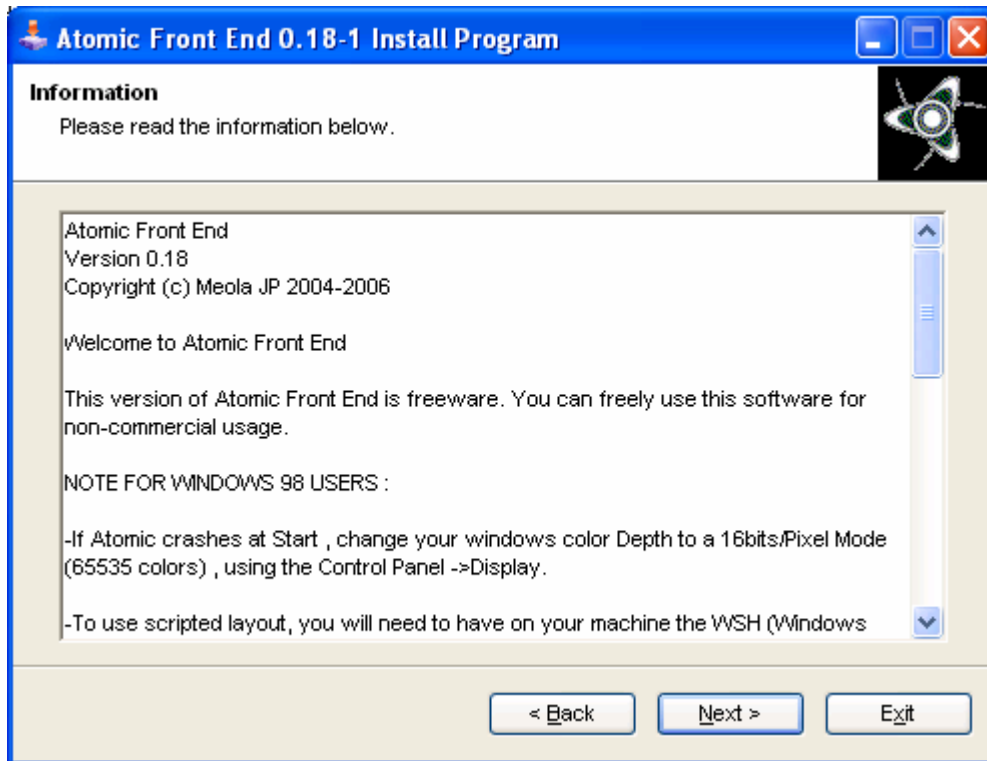 Atomic Front End 0.18-1 Install Program
Information
Please read the information below.
Atomic Front End
Version 0.18
Copyright (c) Meola JP 2004-2006
Welcome to Atomic Front End
This version of Atomic Front End is freeware. You can freely use this software for
non-commercial usage.
NOTE FOR WINDOWS 98 USERS :
-If Atomic crashes at Start , change your windows color Depth to a 16bits/Pixel Mode
(65535 colors) , using the Control Panel ->Display.
-To use scripted layout, you will need to have on your machine the WSH (Windows
< Back Next > Exit